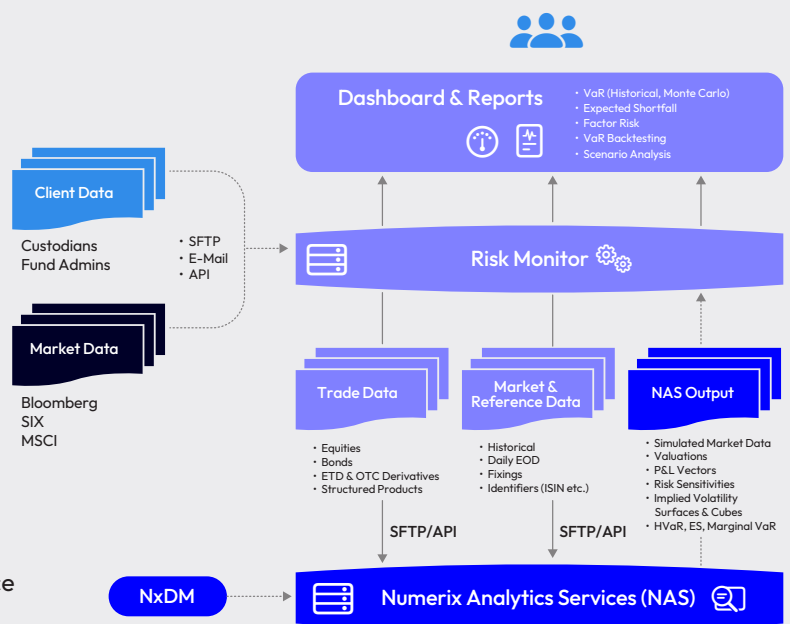 Dashboard & Reports
• VaR (Historical, Monte Carlo)
• Expected Shortfall
• Factor Risk
• VaR Backtesting
• Scenario Analysis
Client Data
Custodians
Fund Admins
• SFTP
• E-Mail
• API
Risk Monitor
Market Data
Bloomberg
SIX
MSCI
Trade Data
• Equities
• Bonds
• ETD & OTC Derivatives
• Structured Products
Market &
Reference Data
• Historical
• Daily EOD
• Fixings
• Identifiers (ISIN etc.)
NAS Output
• Simulated Market Data
• Valuations
• P&L Vectors
• Risk Sensitivities
• Implied Volatility
Surfaces & Cubes
• HVaR, ES, Marginal VaR
SFTP/API
SFTP/API
NxDM
Numerix Analytics Services (NAS)